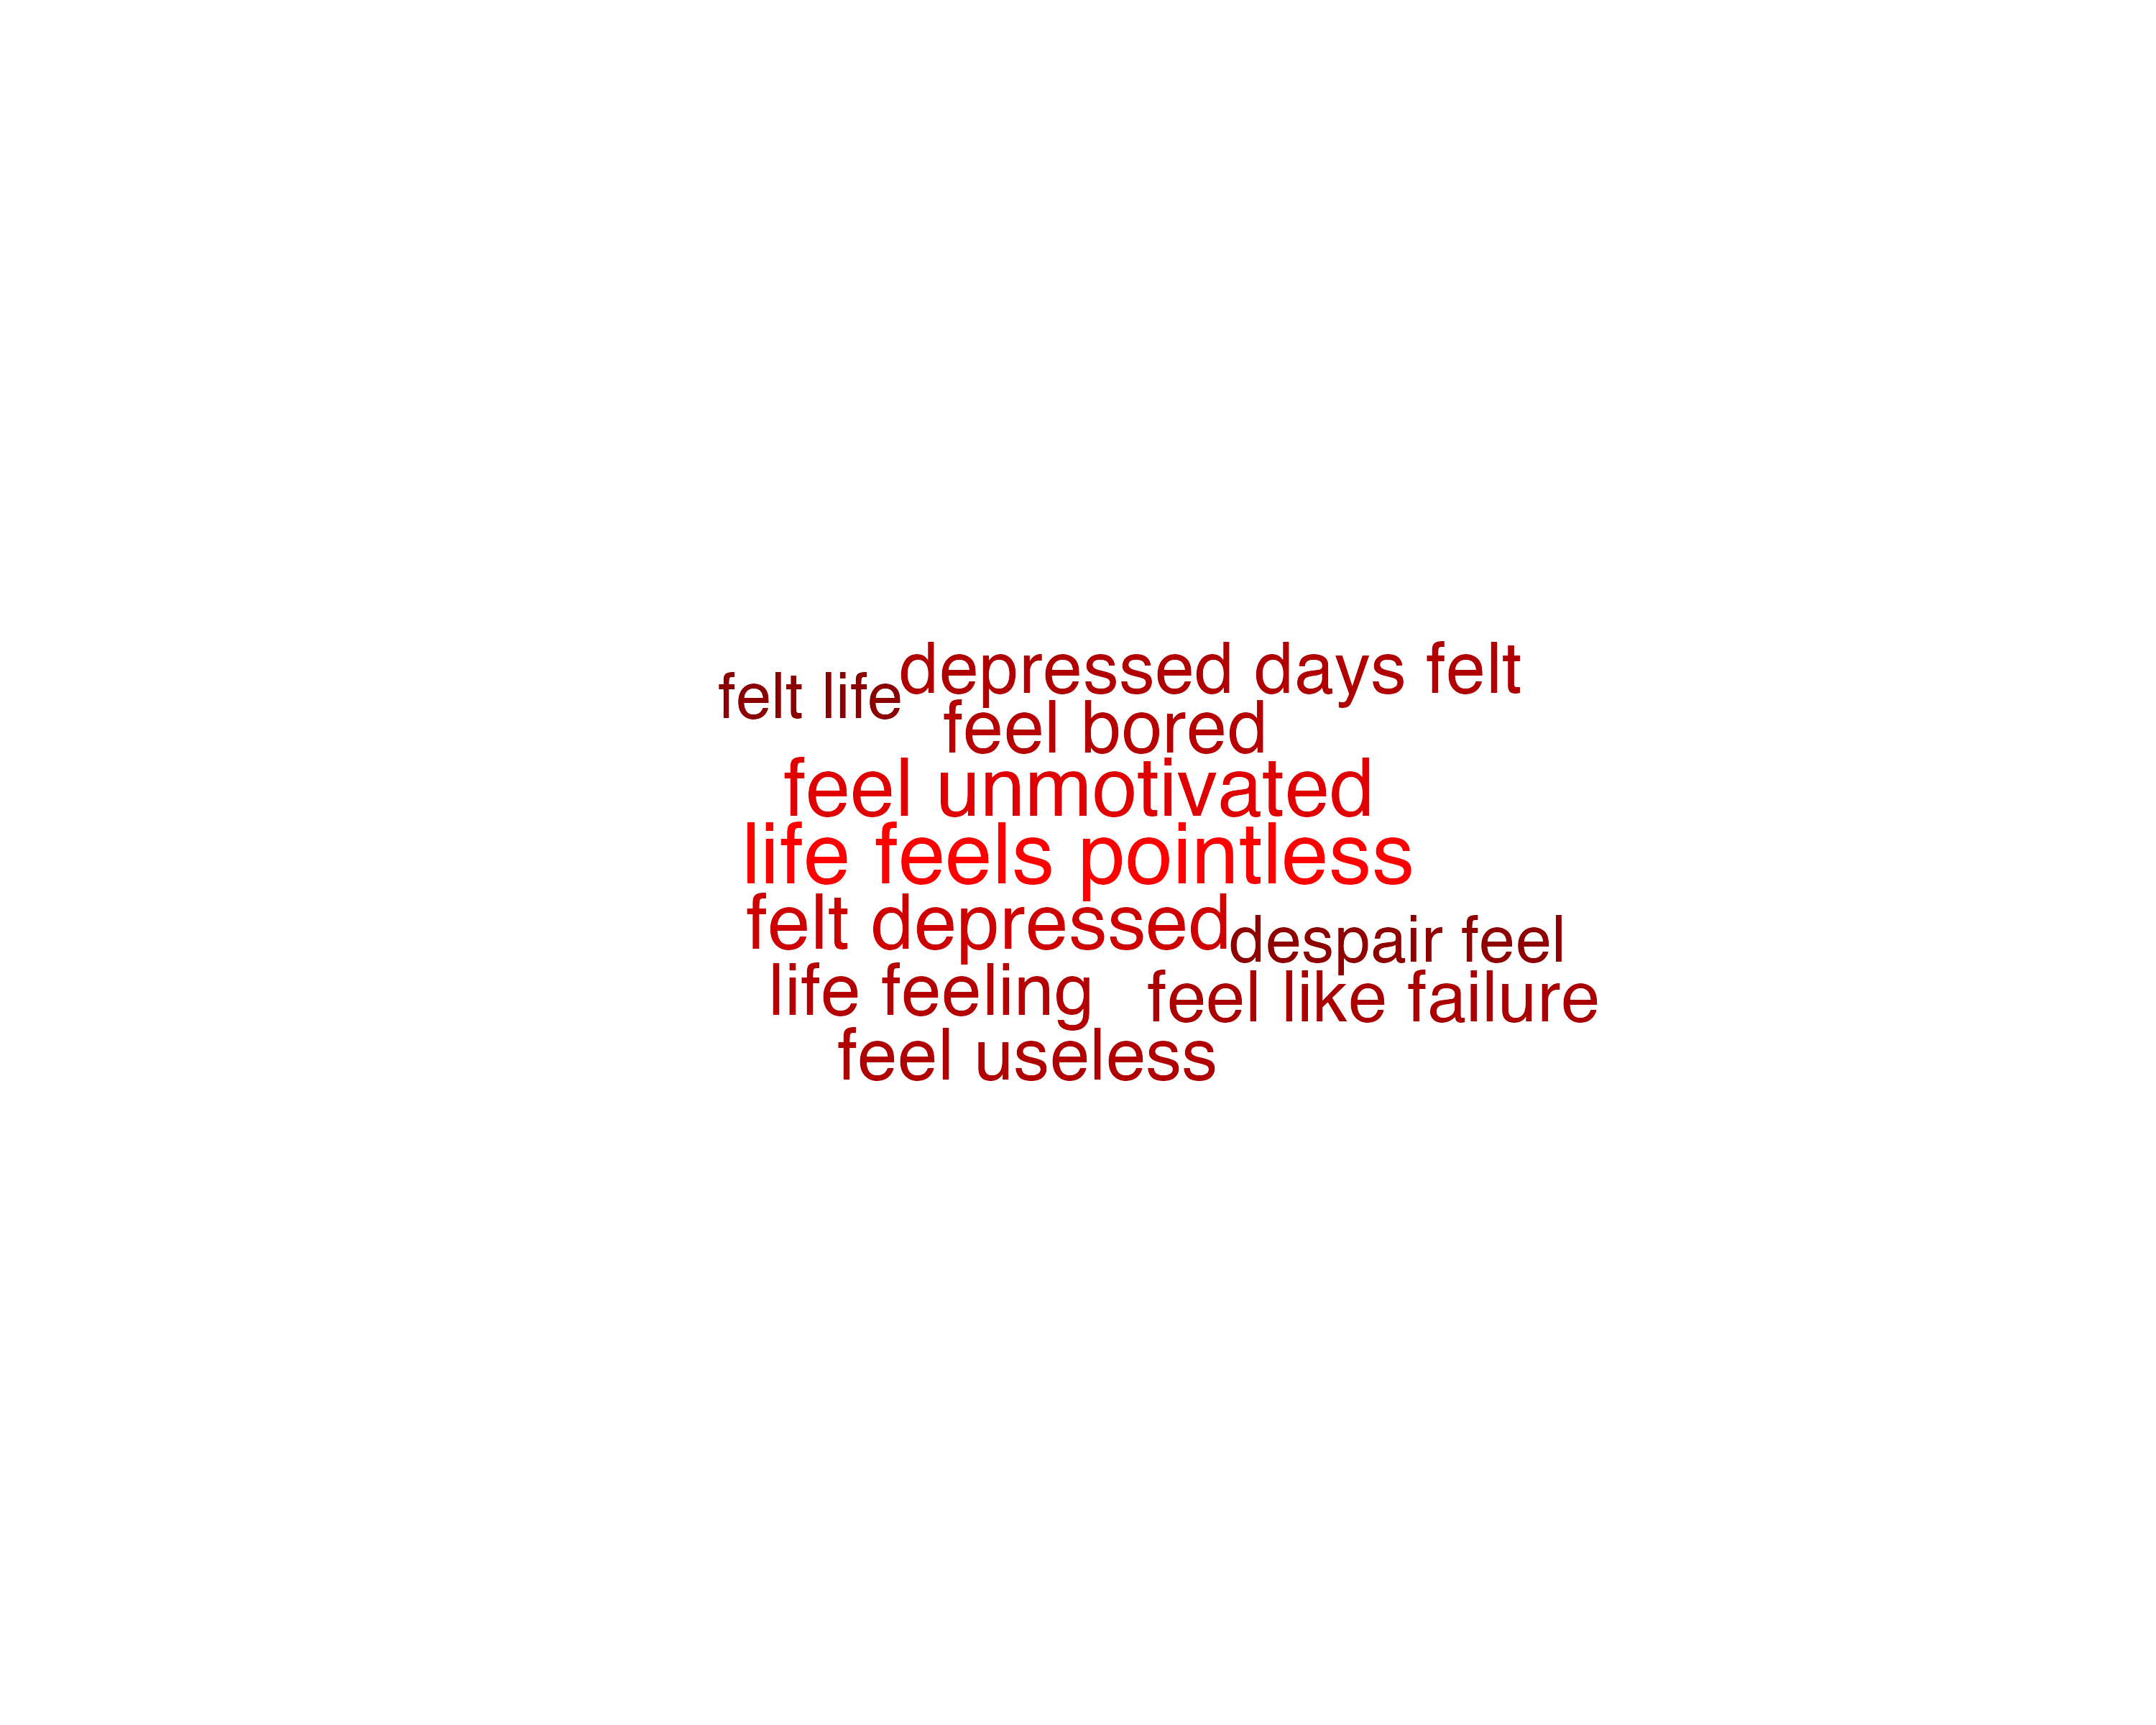 felt life
depressed days felt
feel bored
feel unmotivated
life feels pointless
felt depressed
despair feel
life feeling
feel like failure
feel useless